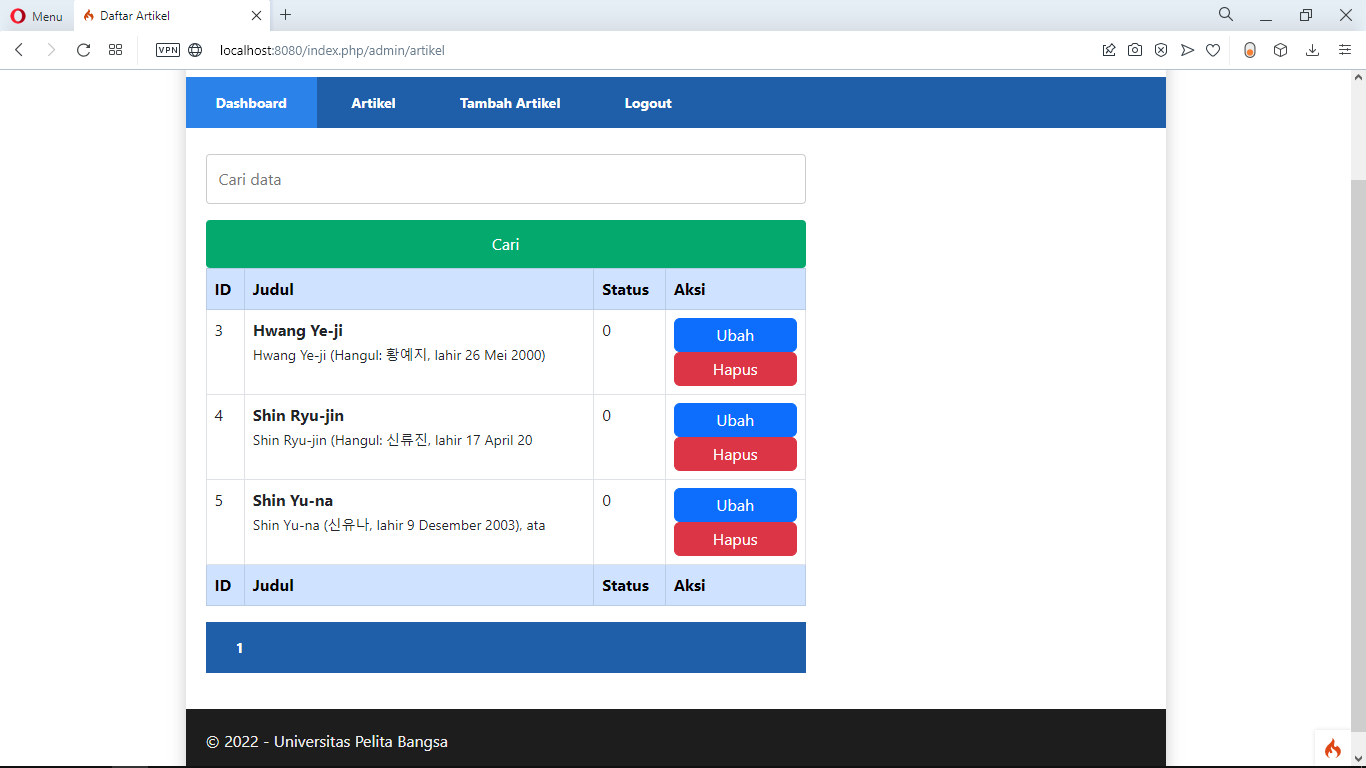 Menu
Daftar Artikel
VPN
localhost:8080/index.php/admin/artikel
Dashboard Artikel Tambah Artikel Logout
Cari data
Cari
ID Judul Status Aksi
3 Hwang Ye-ji 0 Ubah
Hwang Ye-ji (Hangul: 황예지, lahir 26 Mei 2000)
Hapus
4 Shin Ryu-jin 0 Ubah
Shin Ryu-jin (Hangul: 신류진, lahir 17 April 20
Hapus
5 Shin Yu-na 0 Ubah
Shin Yu-na (신유나, lahir 9 Desember 2003), ata
Hapus
ID Judul Status Aksi
1
© 2022 - Universitas Pelita Bangsa